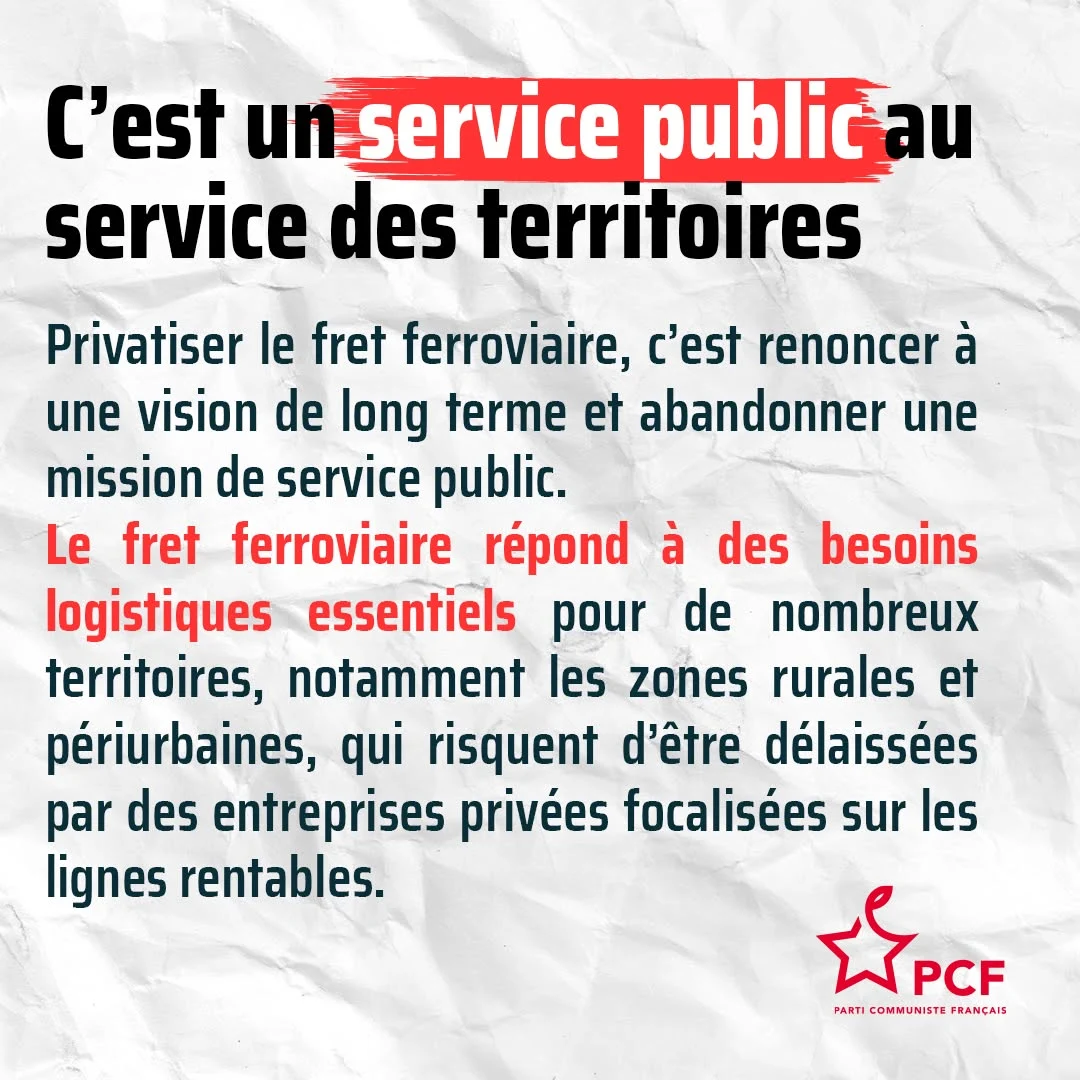 C’est un service public au
service des territoires
Privatiser le fret ferroviaire, c’est renoncer à
une vision de long terme et abandonner une
mission de service public.
Le fret ferroviaire répond à des besoins
logistiques essentiels pour de nombreux
territoires, notamment les zones rurales et
périurbaines, qui risquent d’être délaissées
par des entreprises privées focalisées sur les
lignes rentables.
PCF
PARTI COMMUNISTE FRANÇAIS